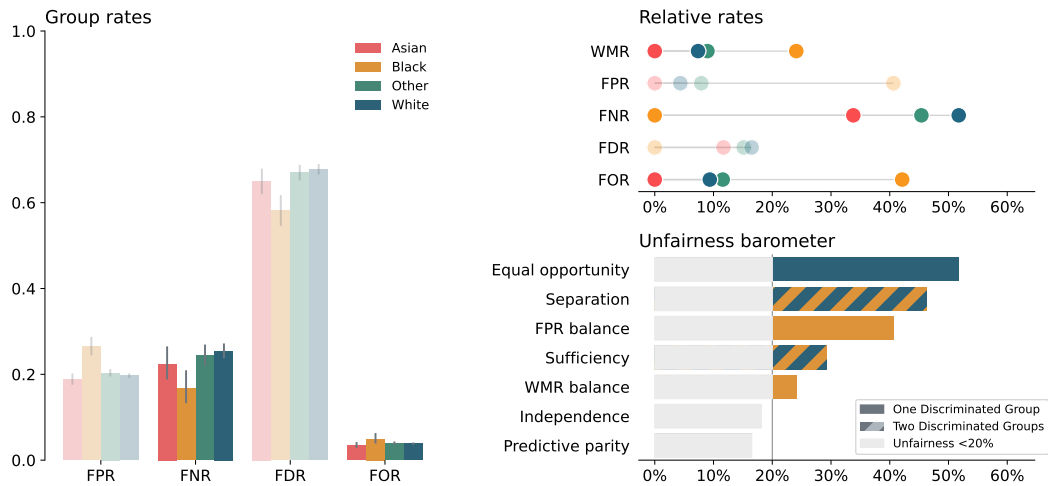 Group rates
1.0
0.8
0.6
0.4
0.2
0.0
FPR
FNR
FDR
FOR
Asian
Black
Other
White
Relative rates
WMR
FPR
FNR
FDR
FOR
0% 10% 20% 30% 40% 50% 60%
Unfairness barometer
Equal opportunity
Separation
FPR balance
Sufficiency
WMR balance
Independence
Predictive parity
One Discriminated Group
Two Discriminated Groups
Unfairness <20%
0% 10% 20% 30% 40% 50% 60%